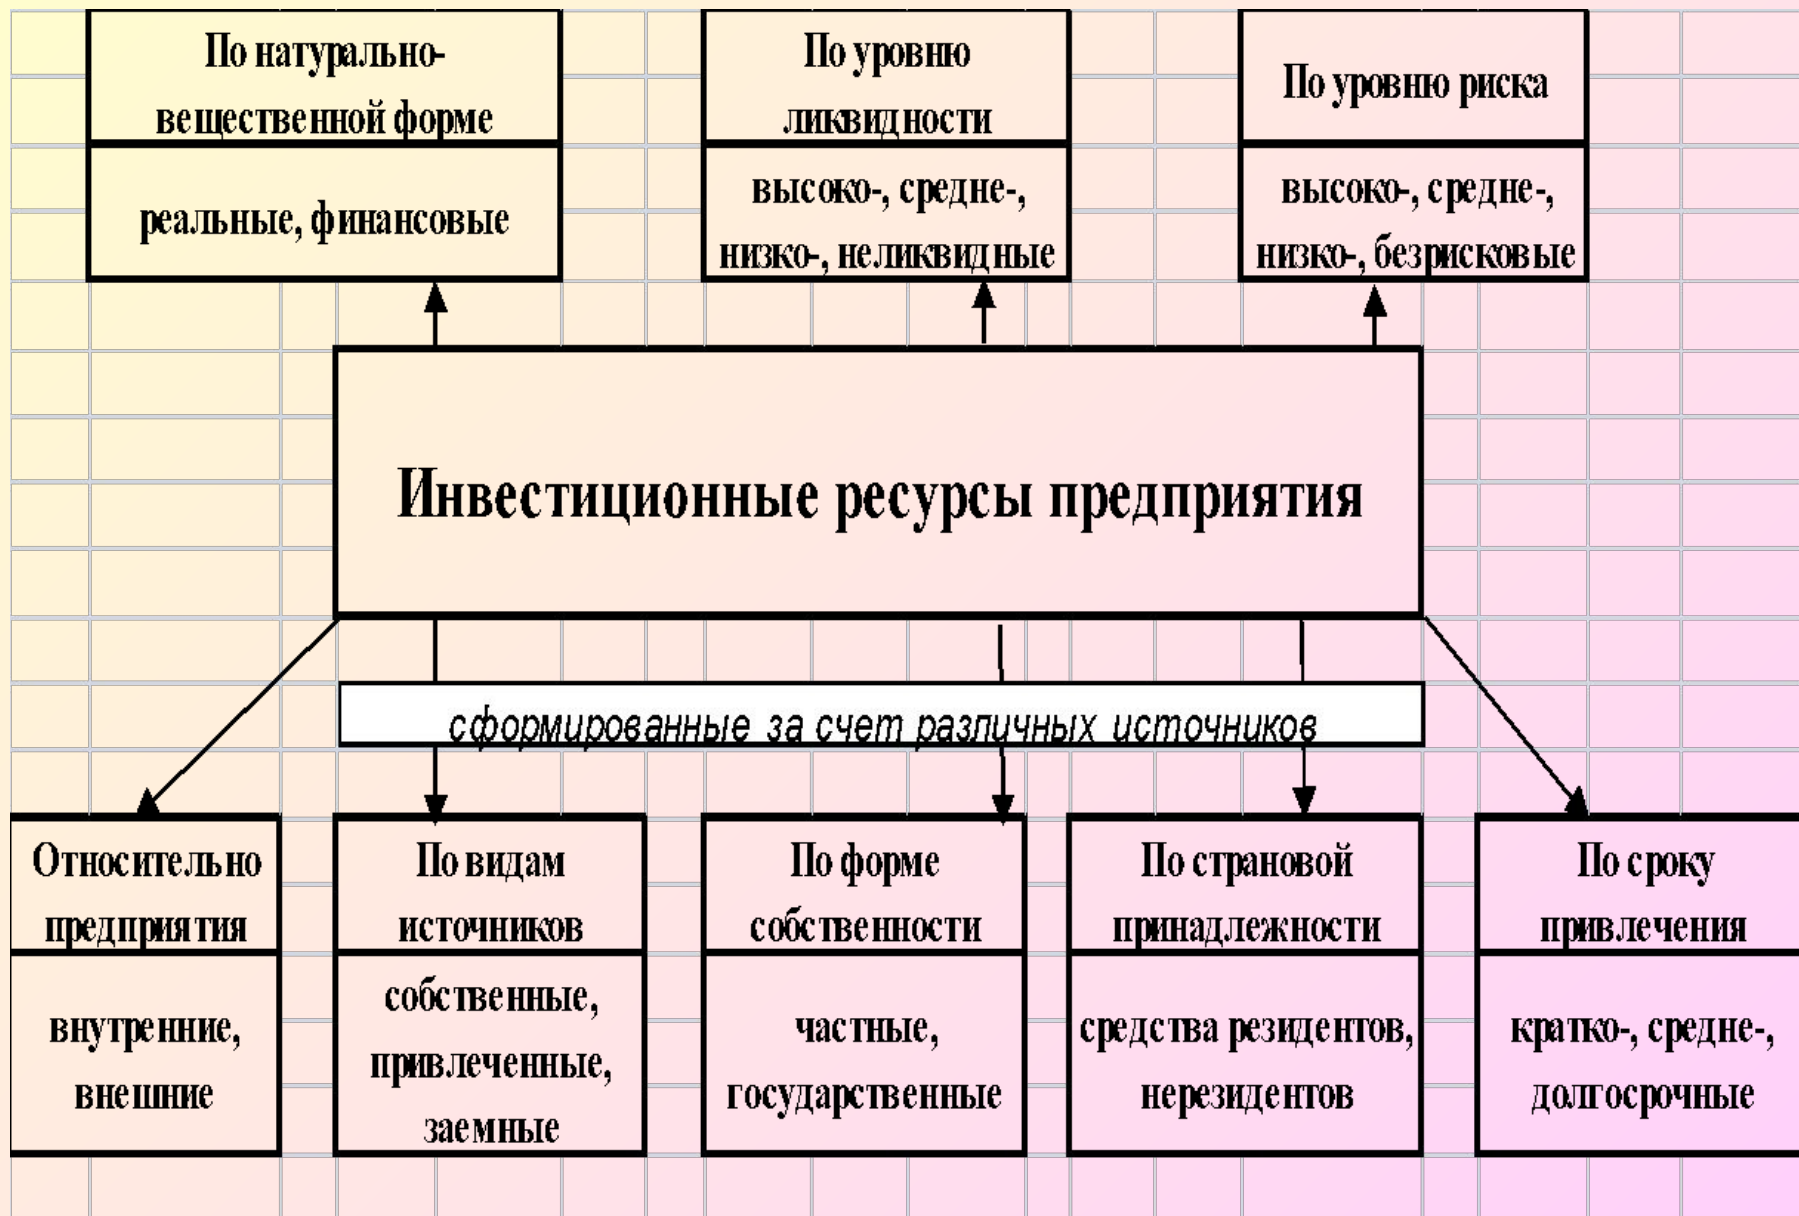 По натурально-
вещественной форме
реальные, финансовые
По уровню
ликвидности
высоко-, средне-,
низко-, неликвидные
По уровню риска
высоко-, средне-,
низко-, безрисковые
Инвестиционные ресурсы предприятия
сформированные за счет различных источников
Относительно
предприятия
внутренние,
внешние
По видам
источников
собственные,
привлеченные,
заемные
По форме
собственности
частные,
государственные
По страновой
принадлежности
средства резидентов,
нерезидентов
По сроку
привлечения
кратко-, средне-,
долгосрочные